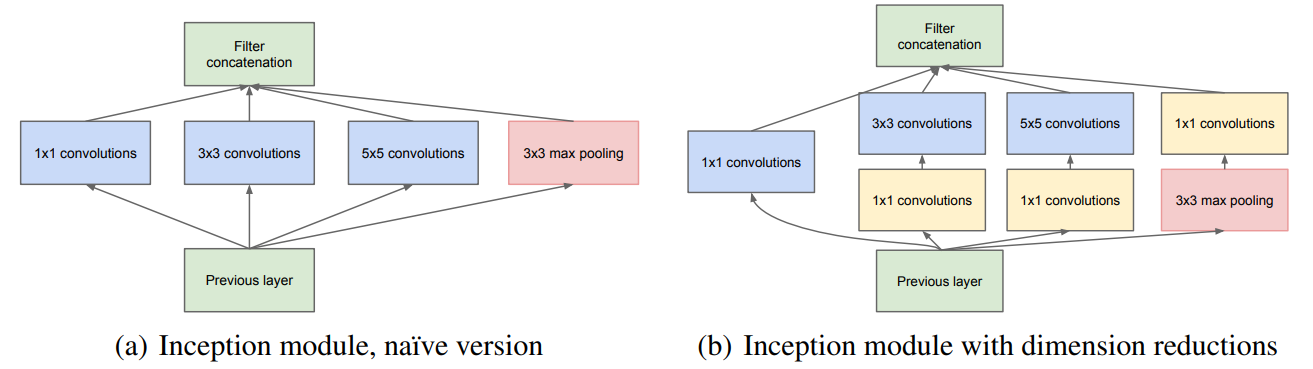 Filter
concatenation
1x1 convolutions
3x3 convolutions
5x5 convolutions
3x3 max pooling
Previous layer
(a) Inception module, naïve version
Filter
concatenation
3x3 convolutions
5x5 convolutions
1x1 convolutions
1x1 convolutions
1x1 convolutions
1x1 convolutions
3x3 max pooling
Previous layer
(b) Inception module with dimension reductions